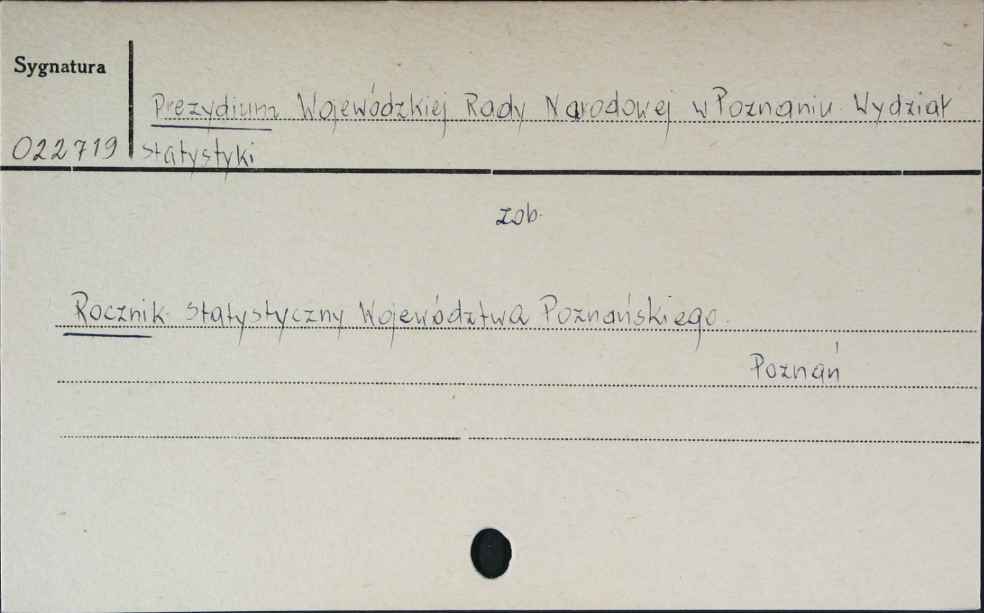 Sygnatura
Prezydium Wojewódzkiej Rady Narodowej w Poznaniu. Wydział
022719 statystyki
zob.
Rocznik statystyczny Województwa Poznańskiego.
Poznań